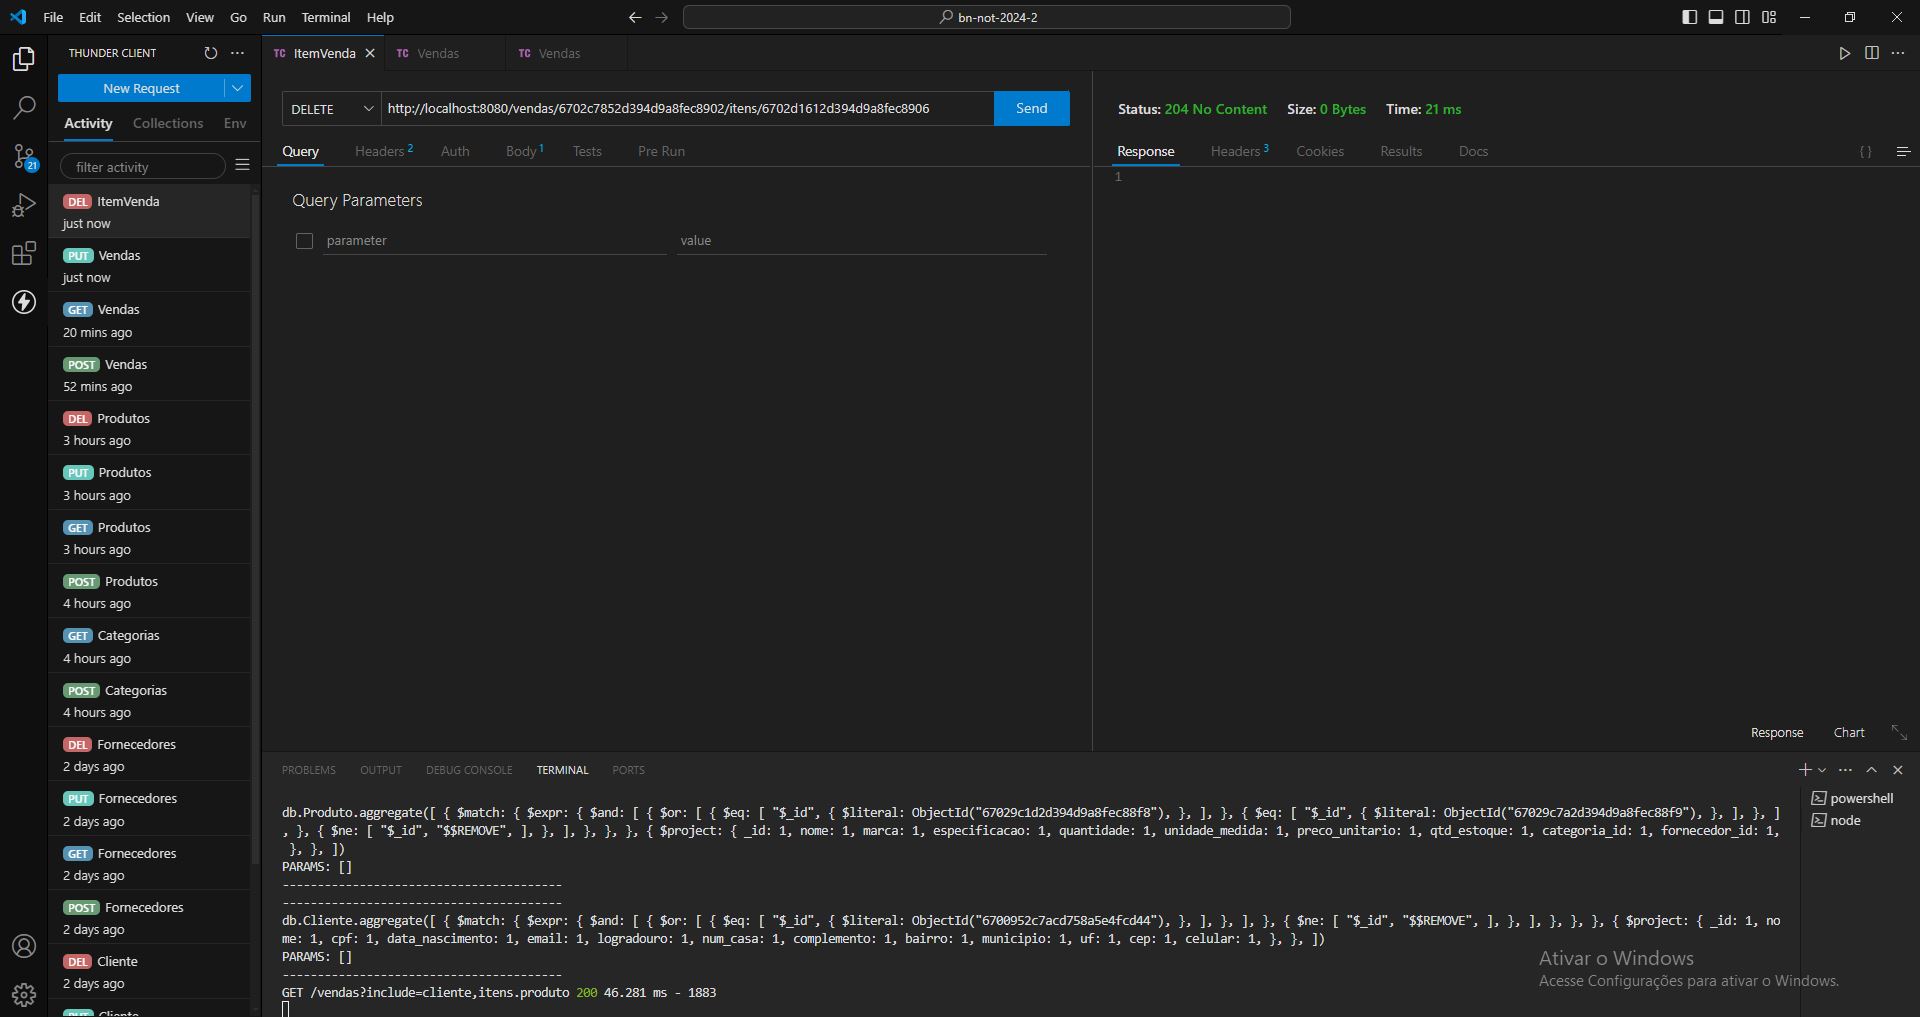 File Edit Selection View Go Run Terminal Help
bn-not-2024-2
THUNDER CLIENT
New Request
Activity Collections Env
filter activity
DEL ItemVenda
just now
PUT Vendas
just now
GET Vendas
20 mins ago
POST Vendas
52 mins ago
DEL Produtos
3 hours ago
PUT Produtos
3 hours ago
GET Produtos
3 hours ago
POST Produtos
4 hours ago
GET Categorias
4 hours ago
POST Categorias
4 hours ago
DEL Fornecedores
2 days ago
PUT Fornecedores
2 days ago
GET Fornecedores
2 days ago
POST Fornecedores
2 days ago
DEL Cliente
2 days ago
PUT Cliente
21
TC ItemVenda TC Vendas TC Vendas
DELETE http://localhost:8080/vendas/6702c7852d394d9a8fec8902/itens/6702d1612d394d9a8fec8906 Send
Query Headers 2 Auth Body 1 Tests Pre Run
Query Parameters
parameter value
Status: 204 No Content Size: 0 Bytes Time: 21 ms
Response Headers 3 Cookies Results Docs { }
1
Response Chart
PROBLEMS OUTPUT DEBUG CONSOLE TERMINAL PORTS
db.Produto.aggregate([ { $match: { $expr: { $and: [ { $or: [ { $eq: [ "$_id", { $literal: ObjectId("67029c1d2d394d9a8fec88f8"), }, ], }, { $eq: [ "$_id", { $literal: ObjectId("67029c7a2d394d9a8fec88f9"), }, ], }, ]
, }, { $ne: [ "$_id", "$$REMOVE", ], }, ], }, }, }, { $project: { _id: 1, nome: 1, marca: 1, especificacao: 1, quantidade: 1, unidade_medida: 1, preco_unitario: 1, qtd_estoque: 1, categoria_id: 1, fornecedor_id: 1,
}, }, ])
PARAMS: []
----------------------------------------
----------------------------------------
db.Cliente.aggregate([ { $match: { $expr: { $and: [ { $or: [ { $eq: [ "$_id", { $literal: ObjectId("6700952c7acd758a5e4fcd44"), }, ], }, ], }, { $ne: [ "$_id", "$$REMOVE", ], }, ], }, }, }, { $project: { _id: 1, no
me: 1, cpf: 1, data_nascimento: 1, email: 1, logradouro: 1, num_casa: 1, complemento: 1, bairro: 1, municipio: 1, uf: 1, cep: 1, celular: 1, }, }, ])
PARAMS: []
----------------------------------------
GET /vendas?include=cliente,itens.produto 200 46.281 ms - 1883
powershell
node
Ativar o Windows
Acesse Configurações para ativar o Windows.